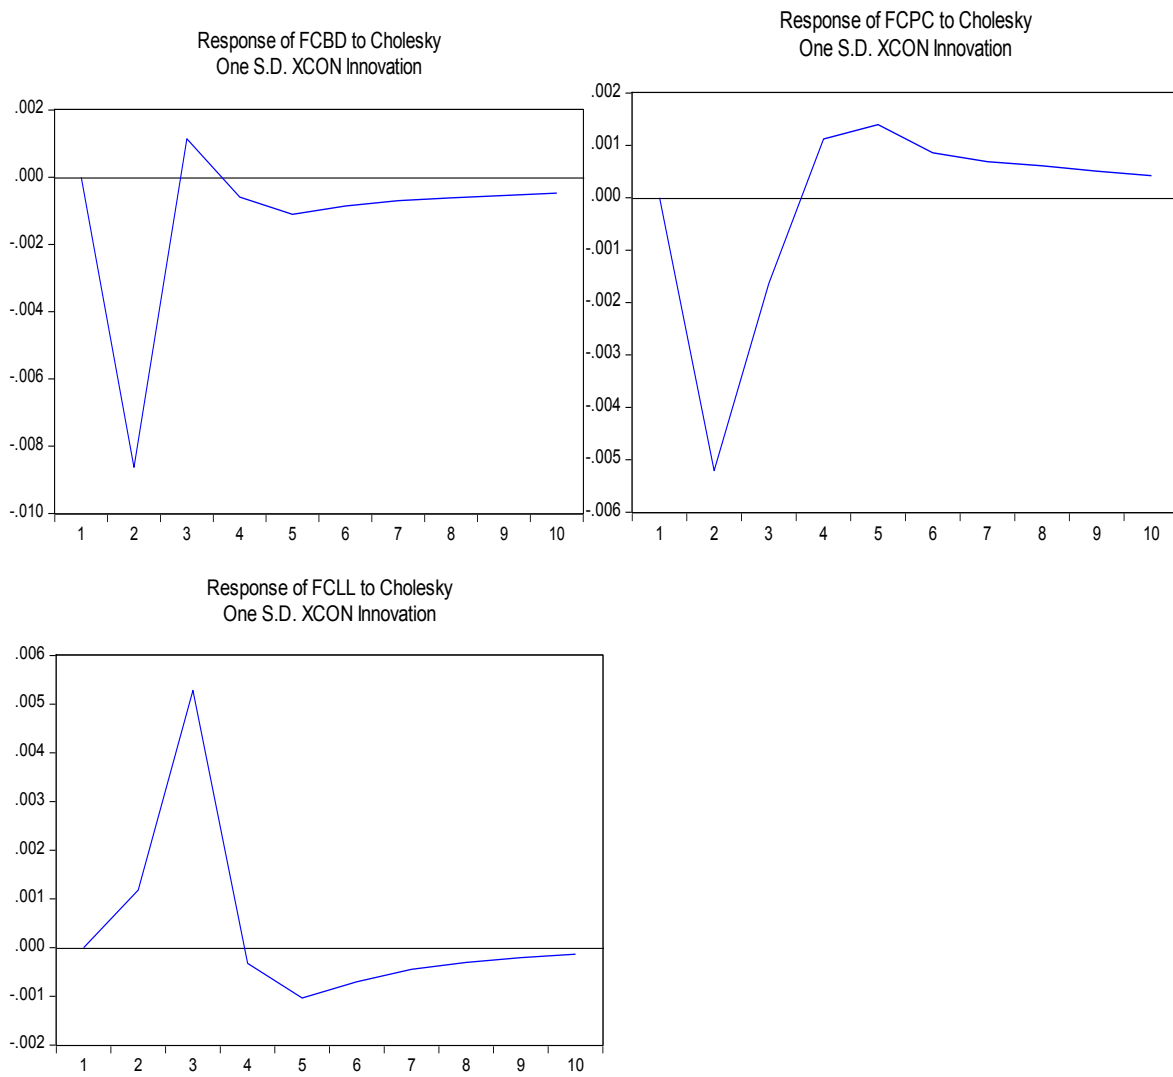 Response of FCBD to Cholesky
One S.D. XCON Innovation
.002
.000
-.002
-.004
-.006
-.008
-.010
1 2 3 4 5 6 7 8 9 10
Response of FCPC to Cholesky
One S.D. XCON Innovation
.002
.001
.000
-.001
-.002
-.003
-.004
-.005
-.006
1 2 3 4 5 6 7 8 9 10
Response of FCLL to Cholesky
One S.D. XCON Innovation
.006
.005
.004
.003
.002
.001
.000
-.001
-.002
1 2 3 4 5 6 7 8 9 10